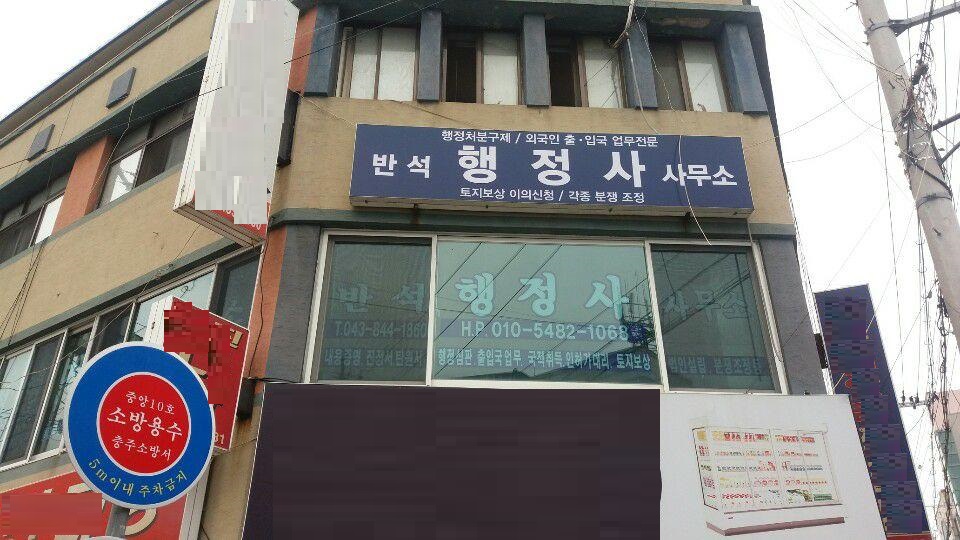 행정처분구제 / 외국인 출·입국 업무전문
반석 행정사 사무소
토지보상 이의신청 / 각종 분쟁 조정
반석 행정사 사무소
T.043-844-1360
H.P. 010-5482-1068
행정심판 출입국업무, 국적취득 인허가대리, 토지보상
중앙10호
소방용수
충주소방서
5m이내 주차금지